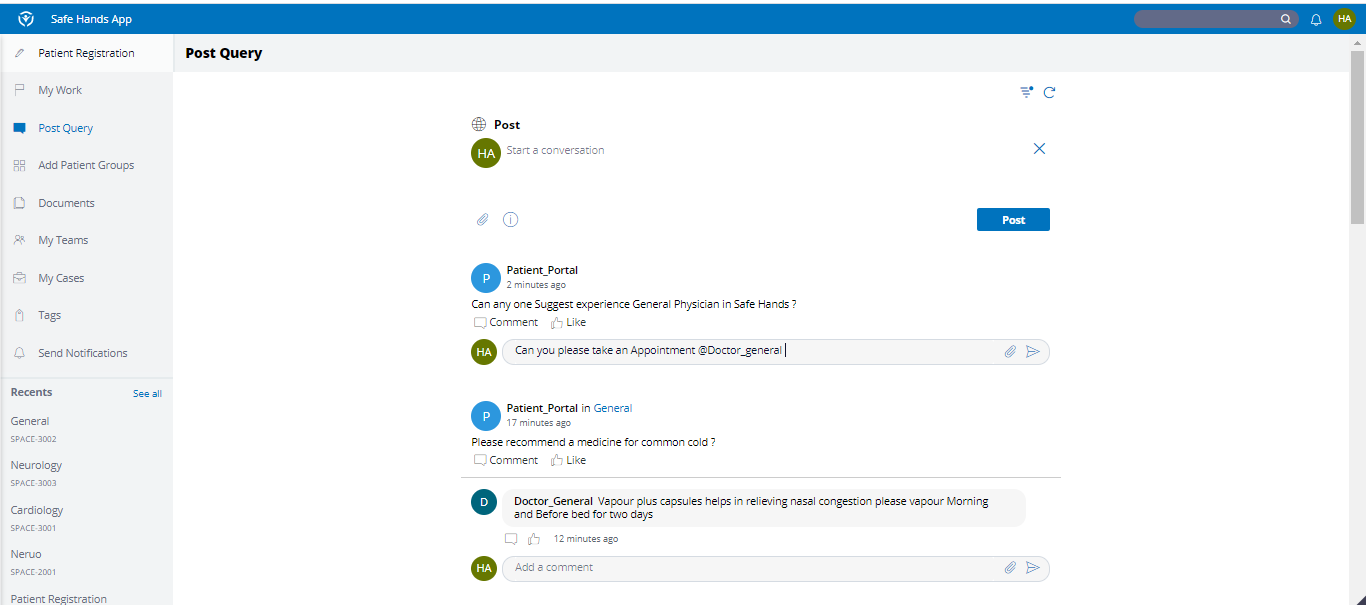 Safe Hands App
HA
Patient Registration
Post Query
My Work
Post Query
Add Patient Groups
Documents
My Teams
My Cases
Tags
Send Notifications
Recents
See all
General
SPACE-3002
Neurology
SPACE-3003
Cardiology
SPACE-3001
Neruo
SPACE-2001
Patient Registration
Post
HA
Start a conversation
Post
P
Patient_Portal
2 minutes ago
Can any one Suggest experience General Physician in Safe Hands ?
Comment Like
HA
Can you please take an Appointment @Doctor_general
P
Patient_Portal in General
17 minutes ago
Please recommend a medicine for common cold ?
Comment Like
D
Doctor_General Vapour plus capsules helps in relieving nasal congestion please vapour Morning
and Before bed for two days
12 minutes ago
HA
Add a comment